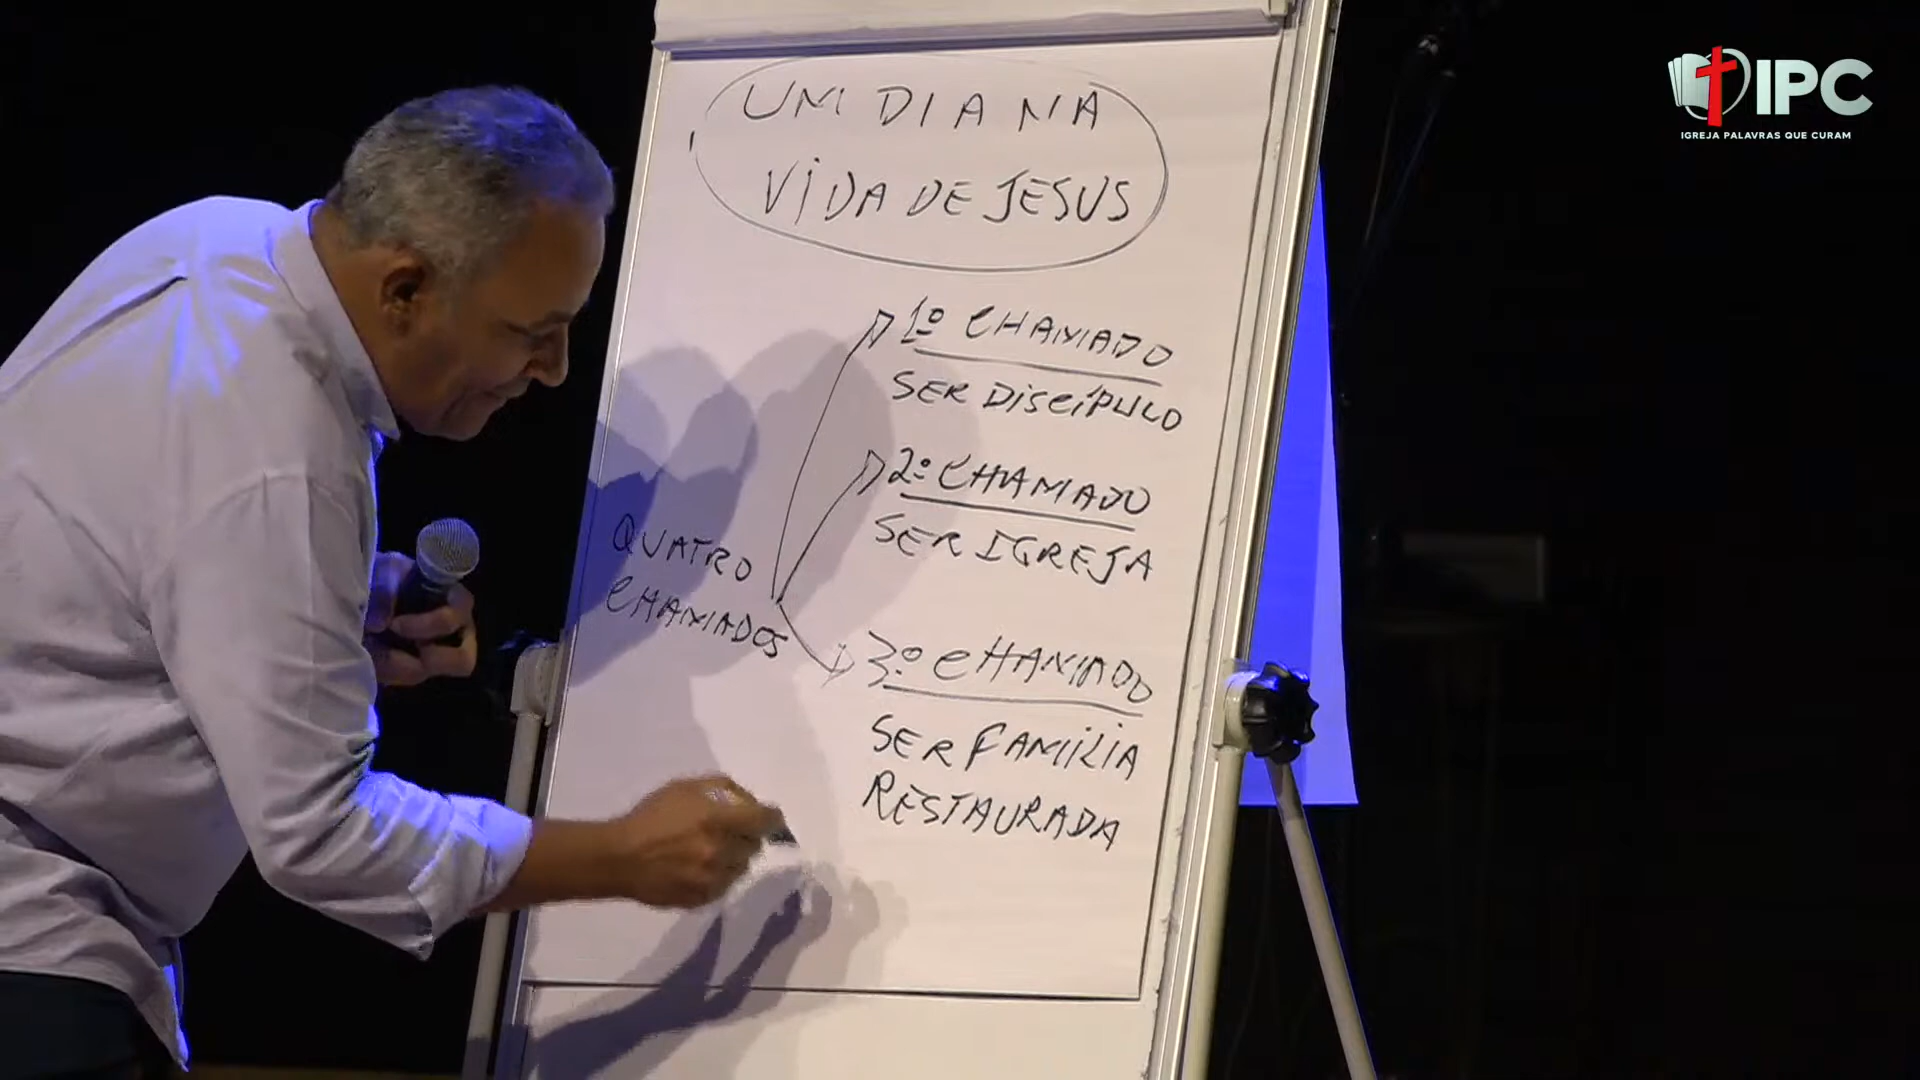 UM DIA NA
VIDA DE JESUS
1º CHAMADO
SER DISCÍPULO
2º CHAMADO
SER IGREJA
QUATRO
CHAMADOS
3º CHAMADO
SER FAMILIA
RESTAURADA
IPC
IGREJA PALAVRAS QUE CURAM